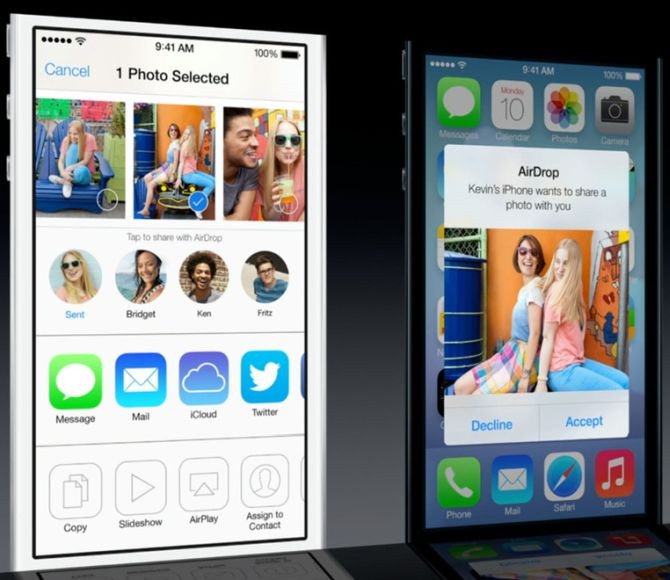 9:41 AM
100%
Cancel
1 Photo Selected
Tap to share with AirDrop
Sent
Bridget
Ken
Fritz
Message
Mail
iCloud
Twitter
Copy
Slideshow
AirPlay
Assign to
Contact
9:41 AM
100%
Messages
Monday
10
Calendar
Photos
Camera
AirDrop
Kevin's iPhone wants to share a
photo with you
Decline
Accept
Phone
Mail
Safari
Music